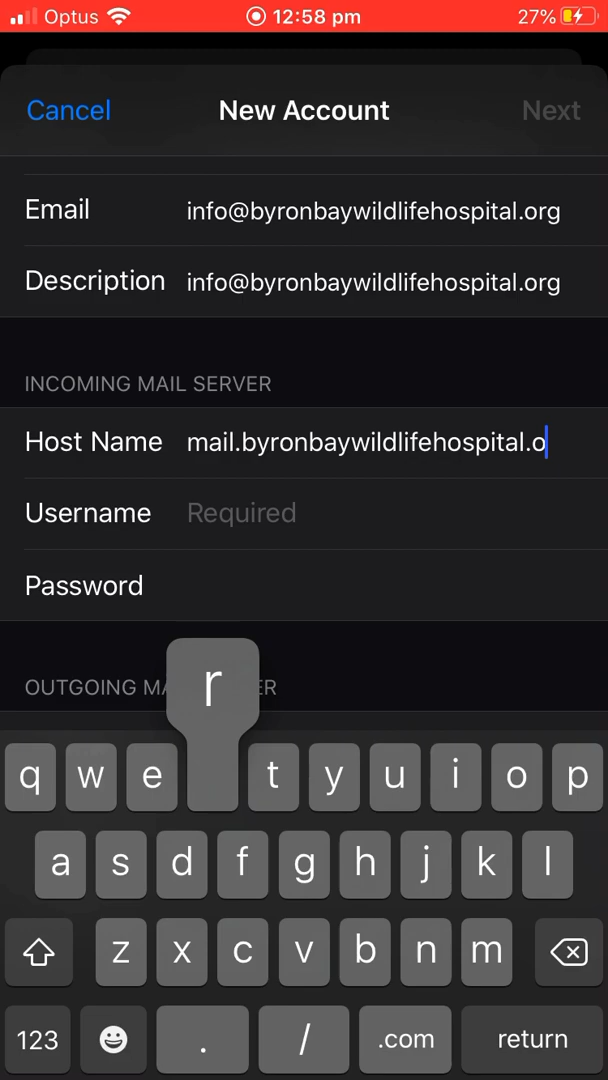 Optus 12:58 pm 27%
Cancel New Account Next
Email info@byronbaywildlifehospital.org
Description info@byronbaywildlifehospital.org
INCOMING MAIL SERVER
Host Name mail.byronbaywildlifehospital.o
Username Required
Password
r
OUTGOING MA ER
q w e t y u i o p
a s d f g h j k l
z x c v b n m
123 . / .com return